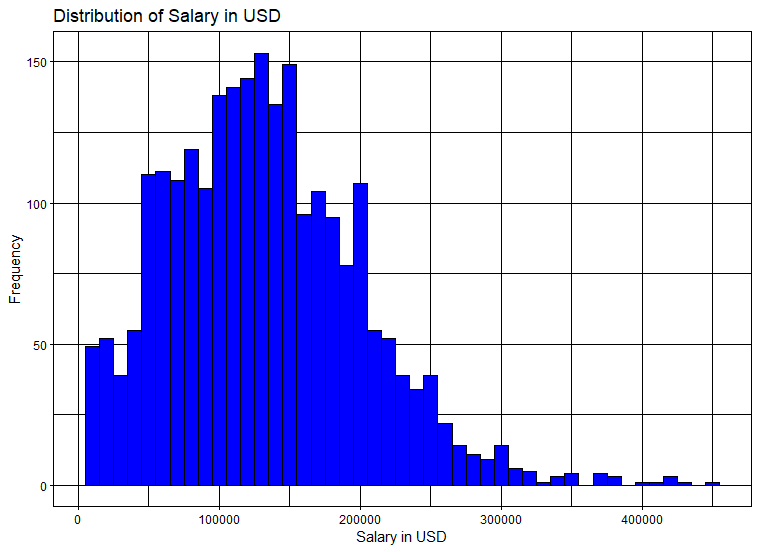 Distribution of Salary in USD
150
100
50
0
Frequency
0 100000 200000 300000 400000
Salary in USD